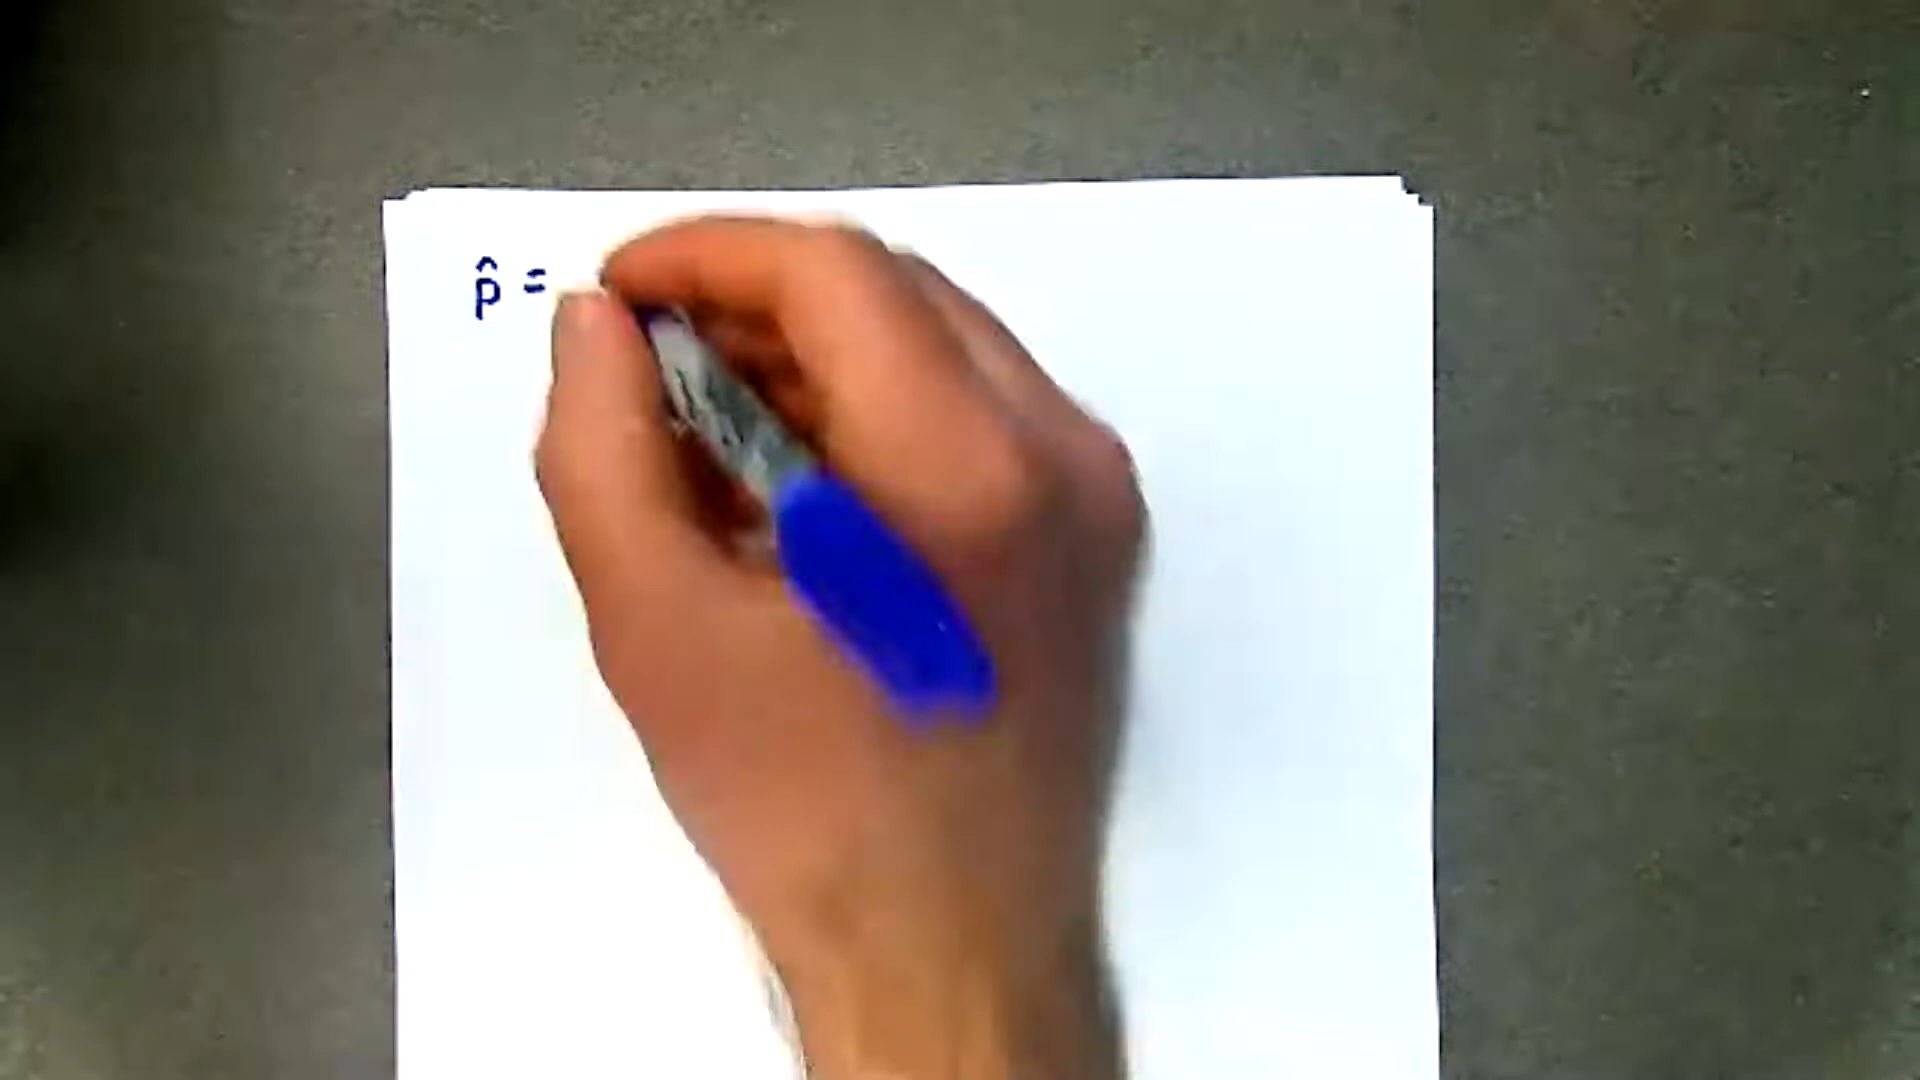 p̂ =